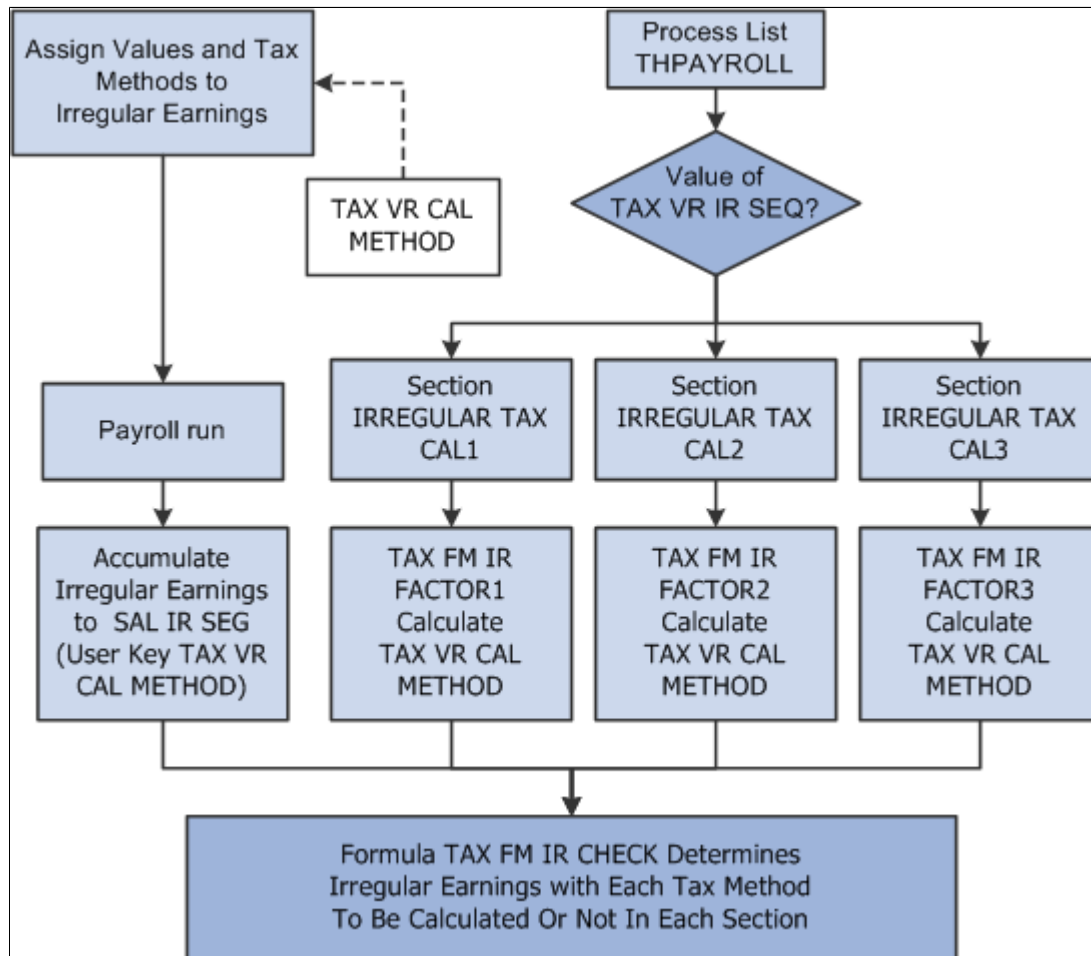 Assign Values and Tax
Methods to
Irregular Earnings
Process List
THPAYROLL
TAX VR CAL
METHOD
Value of
TAX VR IR SEQ?
Payroll run
Section
IRREGULAR TAX
CAL1
Section
IRREGULAR TAX
CAL2
Section
IRREGULAR TAX
CAL3
Accumulate
Irregular Earnings
to SAL IR SEG
(User Key TAX VR
CAL METHOD)
TAX FM IR
FACTOR1
Calculate
TAX VR CAL
METHOD
TAX FM IR
FACTOR2
Calculate
TAX VR CAL
METHOD
TAX FM IR
FACTOR3
Calculate
TAX VR CAL
METHOD
Formula TAX FM IR CHECK Determines
Irregular Earnings with Each Tax Method
To Be Calculated Or Not In Each Section